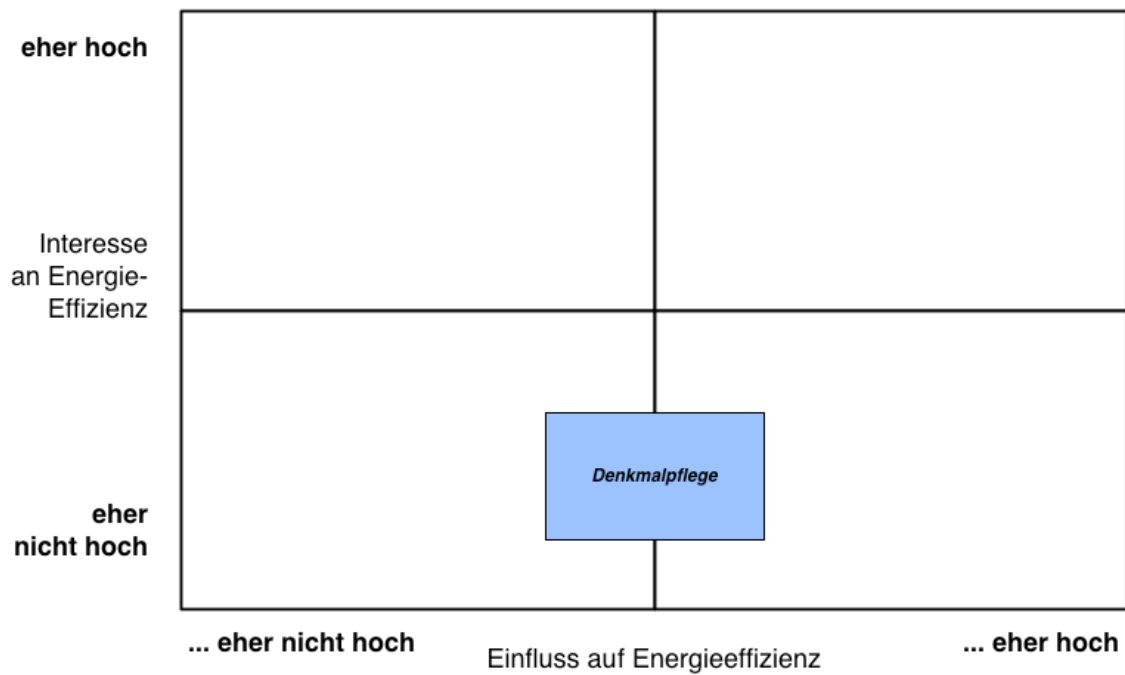 eher hoch
Interesse
an Energie-
Effizienz
Denkmalpflege
eher
nicht hoch
... eher nicht hoch
Einfluss auf Energieeffizienz
... eher hoch